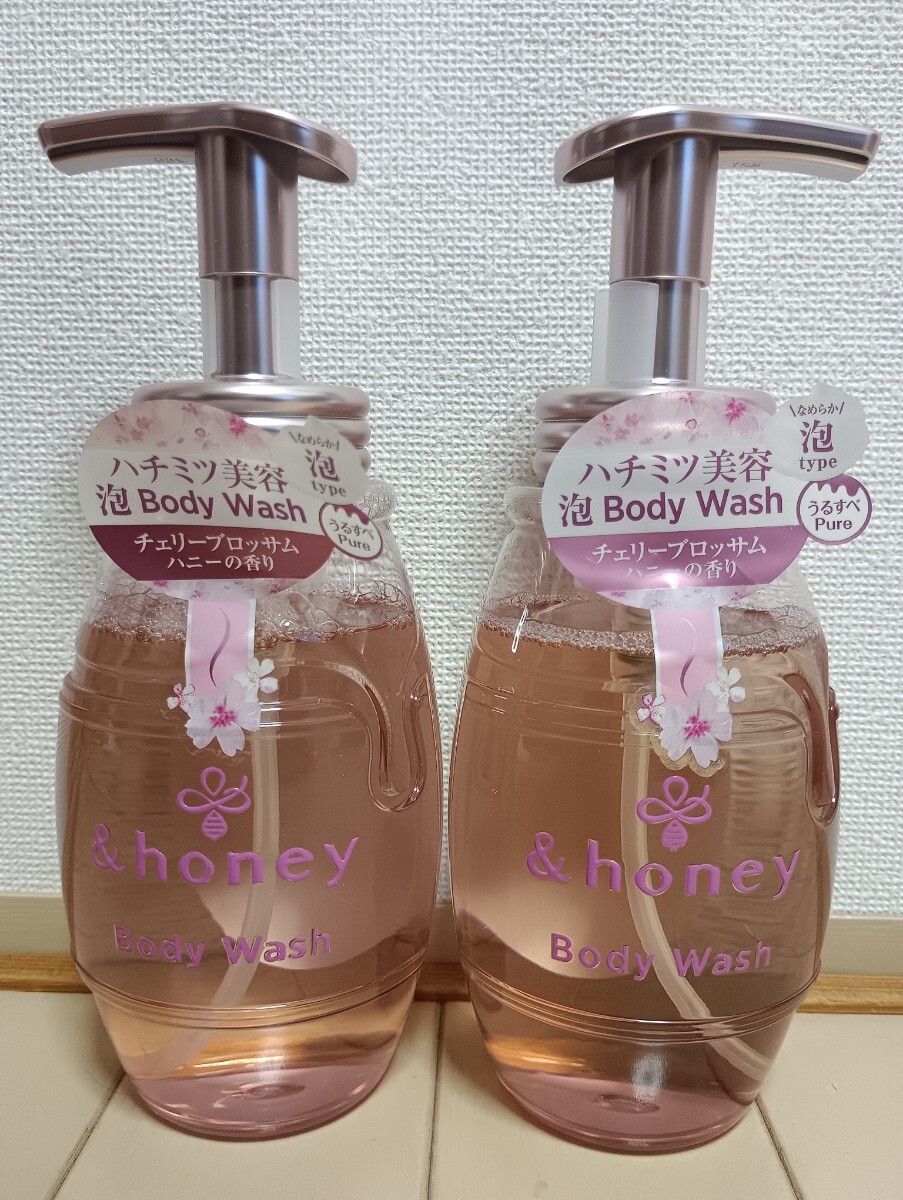 ハチミツ美容
泡 Body Wash
チェリーブロッサム
ハニーの香り
なめらか
泡
type
うるすべ
Pure
&honey
Body Wash
ハチミツ美容
泡 Body Wash
チェリーブロッサム
ハニーの香り
なめらか
泡
type
うるすべ
Pure
&honey
Body Wash